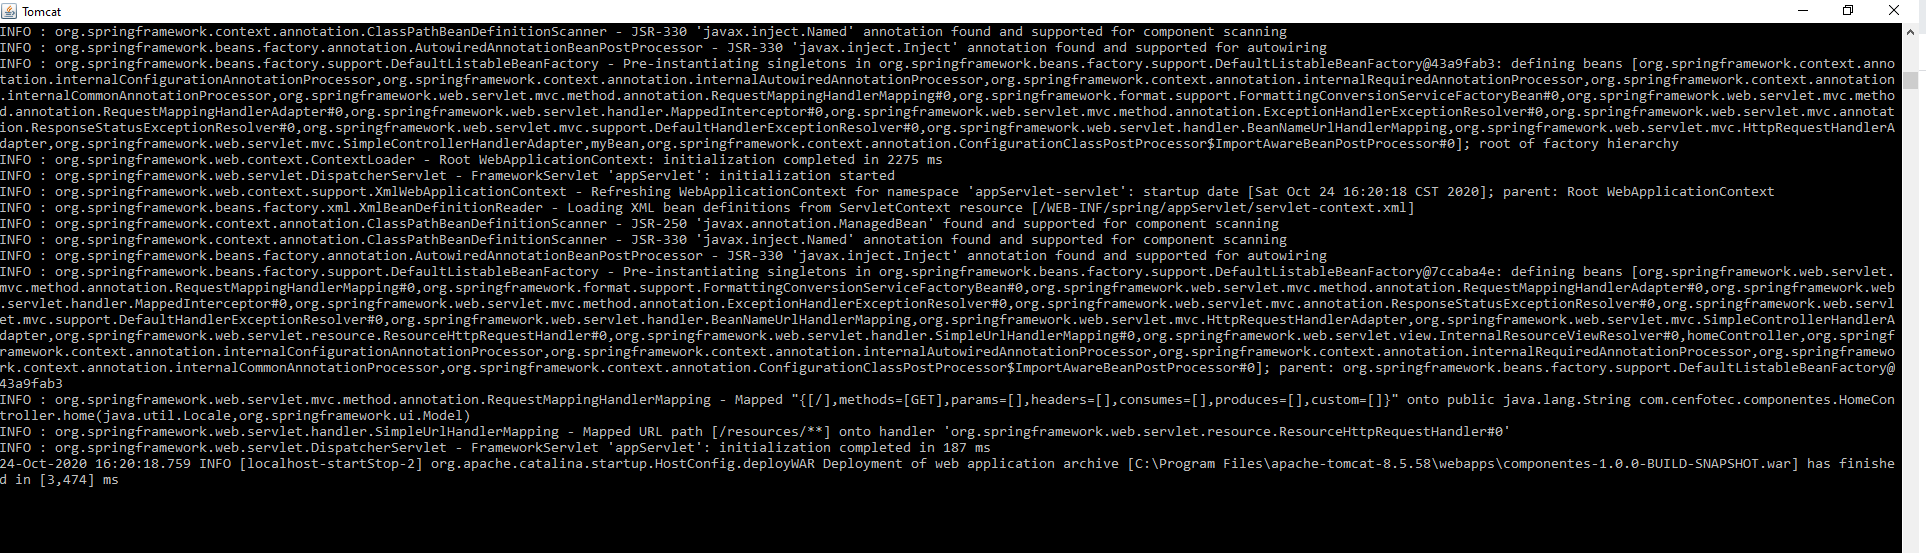 Tomcat
INFO : org.springframework.context.annotation.ClassPathBeanDefinitionScanner - JSR-330 'javax.inject.Named' annotation found and supported for component scanning
INFO : org.springframework.beans.factory.annotation.AutowiredAnnotationBeanPostProcessor - JSR-330 'javax.inject.Inject' annotation found and supported for autowiring
INFO : org.springframework.beans.factory.support.DefaultListableBeanFactory - Pre-instantiating singletons in org.springframework.beans.factory.support.DefaultListableBeanFactory@43a9fab3: defining beans [org.springframework.context.anno
tation.internalConfigurationAnnotationProcessor,org.springframework.context.annotation.internalAutowiredAnnotationProcessor,org.springframework.context.annotation.internalRequiredAnnotationProcessor,org.springframework.context.annotation
.internalCommonAnnotationProcessor,org.springframework.web.servlet.mvc.method.annotation.RequestMappingHandlerMapping#0,org.springframework.format.support.FormattingConversionServiceFactoryBean#0,org.springframework.web.servlet.mvc.metho
d.annotation.RequestMappingHandlerAdapter#0,org.springframework.web.servlet.handler.MappedInterceptor#0,org.springframework.web.servlet.mvc.method.annotation.ExceptionHandlerExceptionResolver#0,org.springframework.web.servlet.mvc.annotat
ion.ResponseStatusExceptionResolver#0,org.springframework.web.servlet.mvc.support.DefaultHandlerExceptionResolver#0,org.springframework.web.servlet.handler.BeanNameUrlHandlerMapping,org.springframework.web.servlet.mvc.HttpRequestHandlerA
dapter,org.springframework.web.servlet.mvc.SimpleControllerHandlerAdapter,myBean,org.springframework.context.annotation.ConfigurationClassPostProcessor$ImportAwareBeanPostProcessor#0]; root of factory hierarchy
INFO : org.springframework.web.context.ContextLoader - Root WebApplicationContext: initialization completed in 2275 ms
INFO : org.springframework.web.servlet.DispatcherServlet - FrameworkServlet 'appServlet': initialization started
INFO : org.springframework.web.context.support.XmlWebApplicationContext - Refreshing WebApplicationContext for namespace 'appServlet-servlet': startup date [Sat Oct 24 16:20:18 CST 2020]; parent: Root WebApplicationContext
INFO : org.springframework.beans.factory.xml.XmlBeanDefinitionReader - Loading XML bean definitions from ServletContext resource [/WEB-INF/spring/appServlet/servlet-context.xml]
INFO : org.springframework.context.annotation.ClassPathBeanDefinitionScanner - JSR-250 'javax.annotation.ManagedBean' found and supported for component scanning
INFO : org.springframework.context.annotation.ClassPathBeanDefinitionScanner - JSR-330 'javax.inject.Named' annotation found and supported for component scanning
INFO : org.springframework.beans.factory.annotation.AutowiredAnnotationBeanPostProcessor - JSR-330 'javax.inject.Inject' annotation found and supported for autowiring
INFO : org.springframework.beans.factory.support.DefaultListableBeanFactory - Pre-instantiating singletons in org.springframework.beans.factory.support.DefaultListableBeanFactory@7ccaba4e: defining beans [org.springframework.web.servlet.
mvc.method.annotation.RequestMappingHandlerMapping#0,org.springframework.format.support.FormattingConversionServiceFactoryBean#0,org.springframework.web.servlet.mvc.method.annotation.RequestMappingHandlerAdapter#0,org.springframework.web
.servlet.handler.MappedInterceptor#0,org.springframework.web.servlet.mvc.method.annotation.ExceptionHandlerExceptionResolver#0,org.springframework.web.servlet.mvc.annotation.ResponseStatusExceptionResolver#0,org.springframework.web.servl
et.mvc.support.DefaultHandlerExceptionResolver#0,org.springframework.web.servlet.handler.BeanNameUrlHandlerMapping,org.springframework.web.servlet.mvc.HttpRequestHandlerAdapter,org.springframework.web.servlet.mvc.SimpleControllerHandlerA
dapter,org.springframework.web.servlet.resource.ResourceHttpRequestHandler#0,org.springframework.web.servlet.handler.SimpleUrlHandlerMapping#0,org.springframework.web.servlet.view.InternalResourceViewResolver#0,homeController,org.springf
ramework.context.annotation.internalConfigurationAnnotationProcessor,org.springframework.context.annotation.internalAutowiredAnnotationProcessor,org.springframework.context.annotation.internalRequiredAnnotationProcessor,org.springframewo
rk.context.annotation.internalCommonAnnotationProcessor,org.springframework.context.annotation.ConfigurationClassPostProcessor$ImportAwareBeanPostProcessor#0]; parent: org.springframework.beans.factory.support.DefaultListableBeanFactory@
43a9fab3
INFO : org.springframework.web.servlet.mvc.method.annotation.RequestMappingHandlerMapping - Mapped "{[/],methods=[GET],params=[],headers=[],consumes=[],produces=[],custom=[]}" onto public java.lang.String com.cenfotec.componentes.HomeCon
troller.home(java.util.Locale,org.springframework.ui.Model)
INFO : org.springframework.web.servlet.handler.SimpleUrlHandlerMapping - Mapped URL path [/resources/**] onto handler 'org.springframework.web.servlet.resource.ResourceHttpRequestHandler#0'
INFO : org.springframework.web.servlet.DispatcherServlet - FrameworkServlet 'appServlet': initialization completed in 187 ms
24-Oct-2020 16:20:18.759 INFO [localhost-startStop-2] org.apache.catalina.startup.HostConfig.deployWAR Deployment of web application archive [C:\Program Files\apache-tomcat-8.5.58\webapps\componentes-1.0.0-BUILD-SNAPSHOT.war] has finishe
d in [3,474] ms